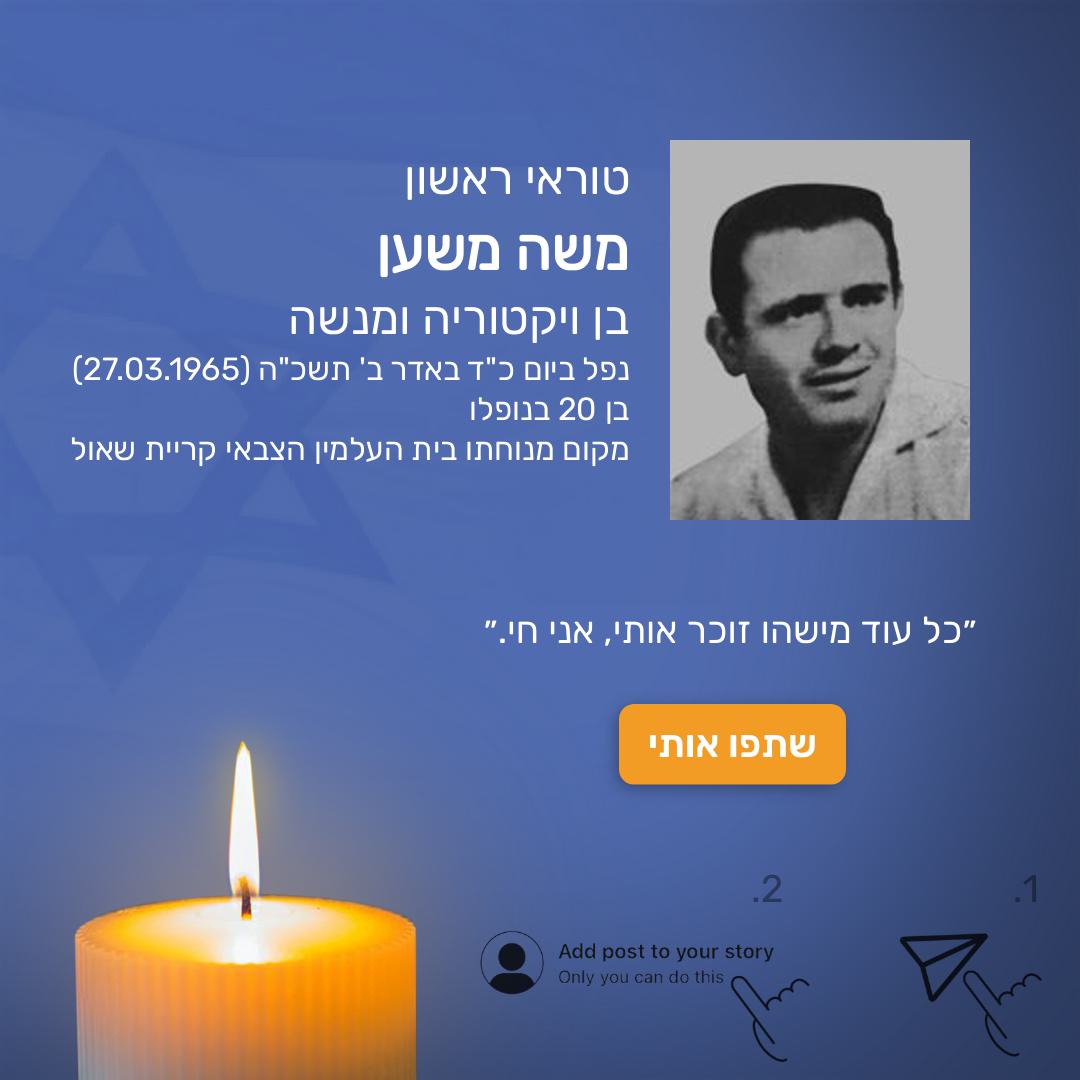 טוראי ראשון
משה משען
בן ויקטוריה ומנשה
נפל ביום כ"ד באדר ב' תשכ"ה (27.03.1965)
בן 20 בנופלו
מקום מנוחתו בית העלמין הצבאי קריית שאול
״כל עוד מישהו זוכר אותי, אני חי.״
שתפו אותי
1.
2.
Add post to your story
Only you can do this